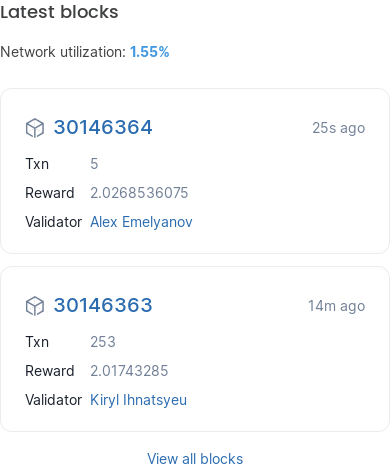 Latest blocks
Network utilization: 1.55%
30146364 25s ago
Txn 5
Reward 2.0268536075
Validator Alex Emelyanov
30146363 14m ago
Txn 253
Reward 2.01743285
Validator Kiryl Ihnatsyeu
View all blocks